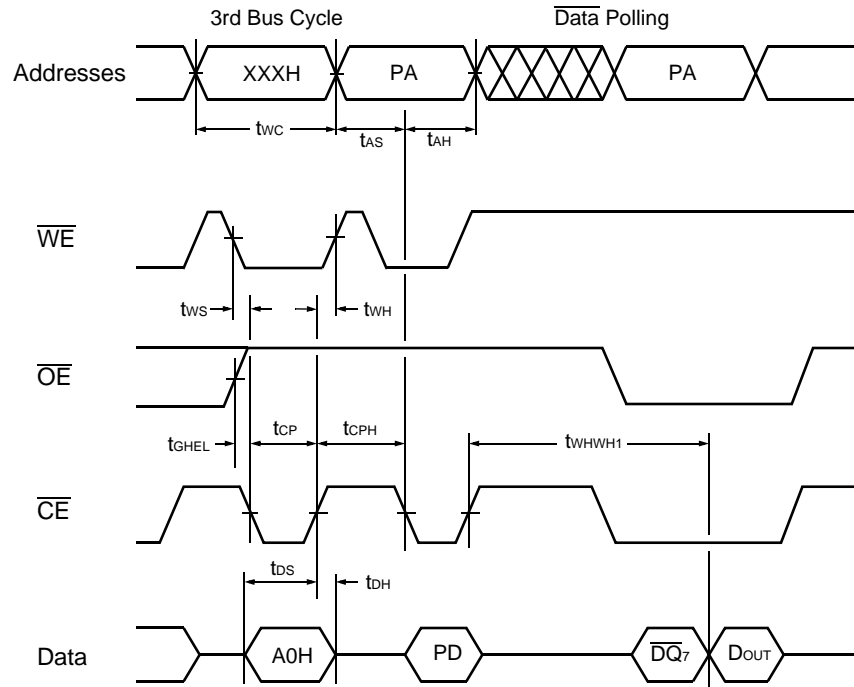 3rd Bus Cycle
Data Polling
Addresses
XXXH
PA
PA
tWC
tAS
tAH
WE
tWS
tWH
OE
tGHEL
tCP
tCPH
tWHWH1
CE
tDS
tDH
Data
A0H
PD
DQ7
DOUT